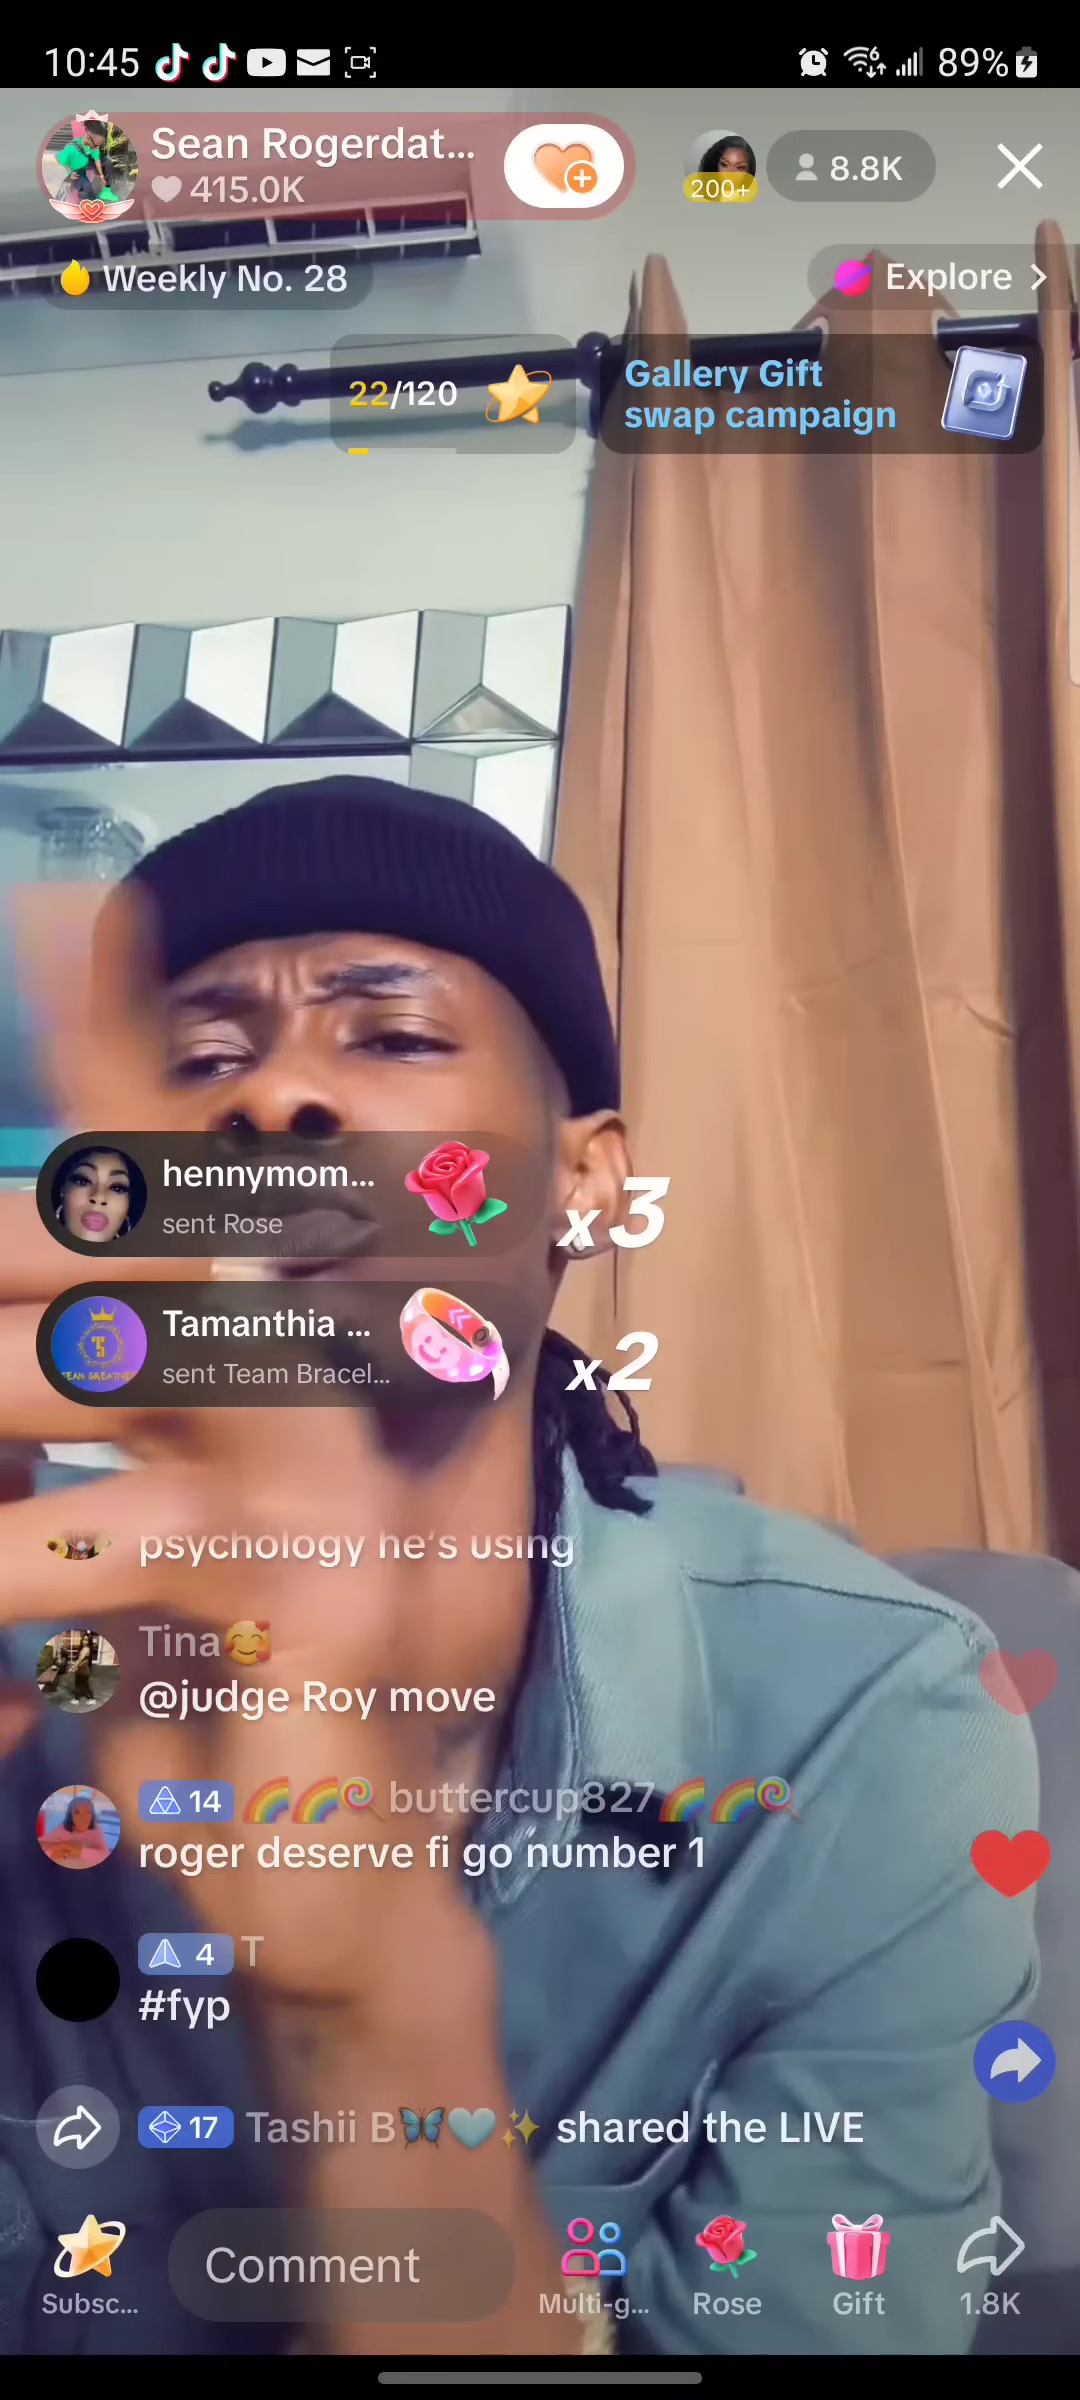 10:45
89%
Sean Rogerdat...
415.0K
200+
8.8K
Weekly No. 28
Explore
22/120
Gallery Gift
swap campaign
hennymom...
sent Rose
x3
Tamanthia ...
sent Team Bracel...
x2
psychology he's using
Tina🥰
@judge Roy move
14 🌈🌈🍭buttercup827🌈🌈🍭
roger deserve fi go number 1
4 T
#fyp
17 Tashii B🦋🩵✨ shared the LIVE
Subsc...
Comment
Multi-g...
Rose
Gift
1.8K